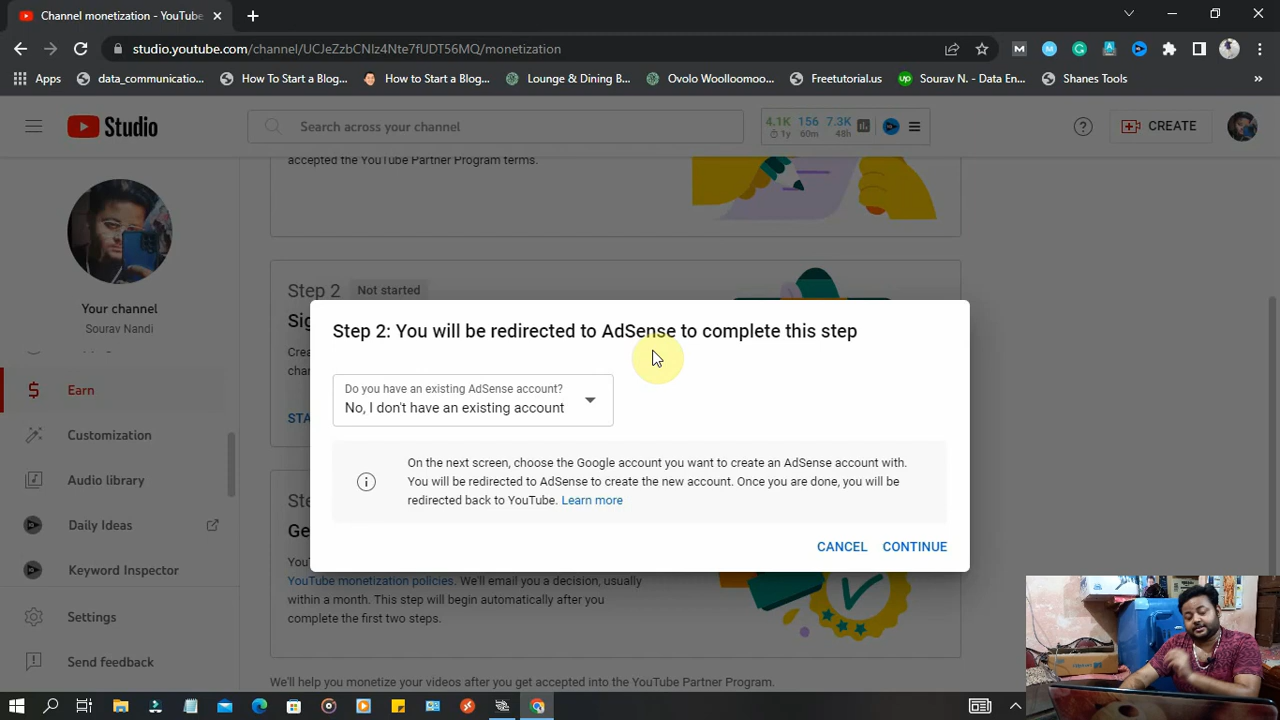 Channel monetization - YouTube
studio.youtube.com/channel/UCJeZzbCNlz4Nte7fUDT56MQ/monetization
Apps
data_communicatio...
How To Start a Blog...
How to Start a Blog...
Lounge & Dining B...
Ovolo Woolloomoo...
Freetutorial.us
Sourav N. - Data En...
Shanes Tools
Studio
Search across your channel
4.1K 156 7.3K
1y 60m 48h
CREATE
accepted the YouTube Partner Program terms.
Your channel
Sourav Nandi
Earn
Customization
Audio library
Daily Ideas
Keyword Inspector
Settings
Send feedback
Step 2 Not started
Step 2: You will be redirected to AdSense to complete this step
Do you have an existing AdSense account?
No, I don't have an existing account
On the next screen, choose the Google account you want to create an AdSense account with.
You will be redirected to AdSense to create the new account. Once you are done, you will be
redirected back to YouTube. Learn more
CANCEL CONTINUE
YouTube monetization policies. We'll email you a decision, usually
within a month. This step will begin automatically after you
complete the first two steps.
We'll help you monetize your videos after you get accepted into the YouTube Partner Program.